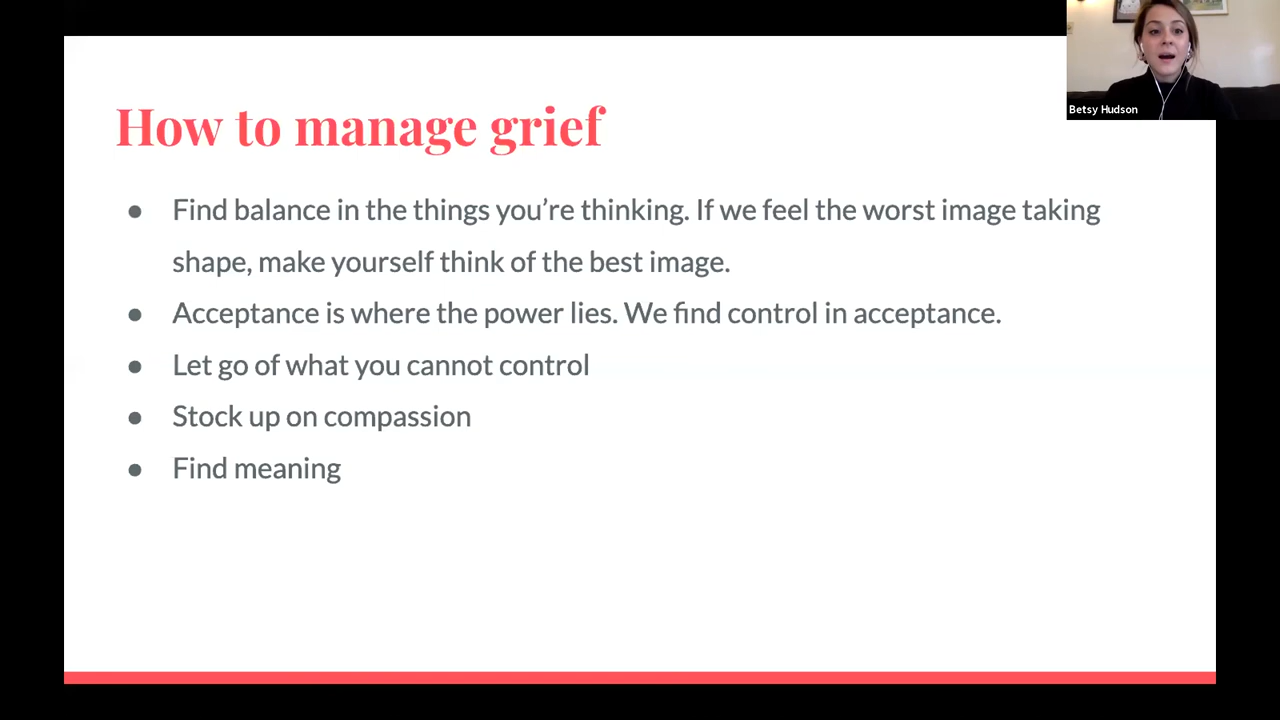 How to manage grief
● Find balance in the things you're thinking. If we feel the worst image taking
shape, make yourself think of the best image.
● Acceptance is where the power lies. We find control in acceptance.
● Let go of what you cannot control
● Stock up on compassion
● Find meaning
Betsy Hudson